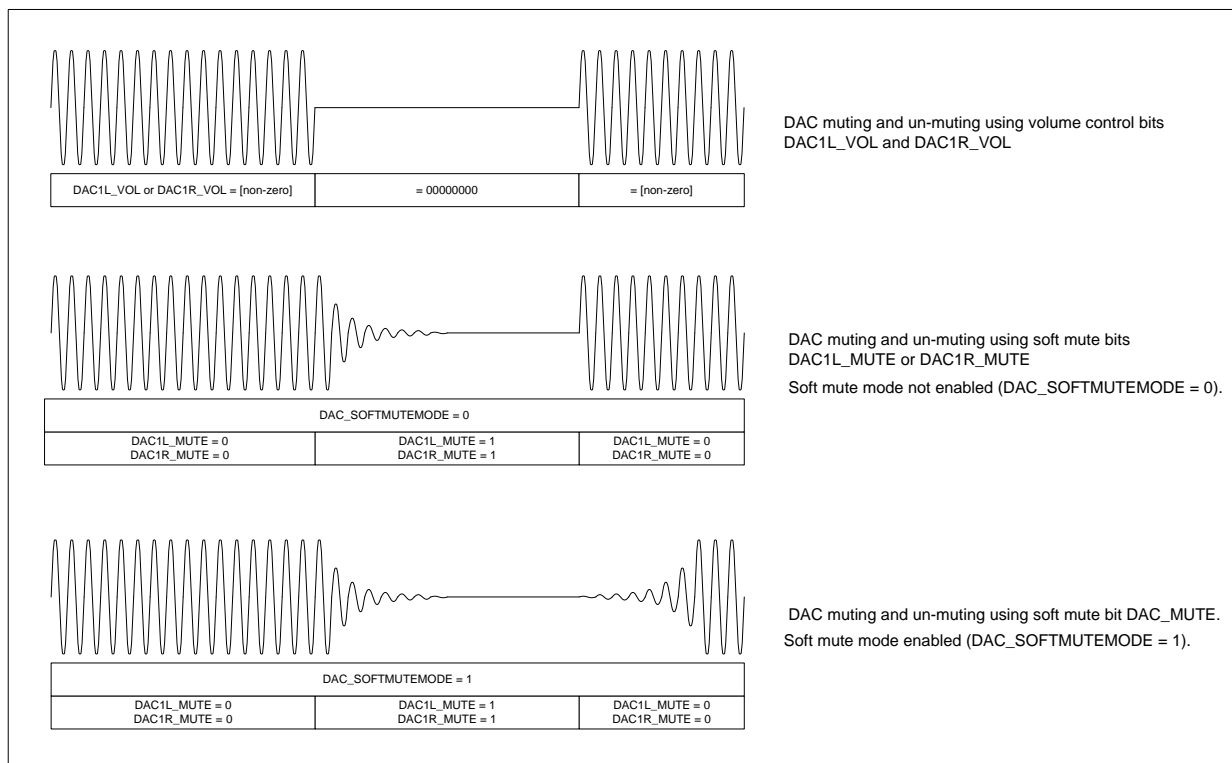 DAC muting and un-muting using volume control bits
DAC1L_VOL and DAC1R_VOL
DAC1L_VOL or DAC1R_VOL = [non-zero]
= 00000000
= [non-zero]
DAC muting and un-muting using soft mute bits
DAC1L_MUTE or DAC1R_MUTE
Soft mute mode not enabled (DAC_SOFTMUTEMODE = 0).
DAC_SOFTMUTEMODE = 0
DAC1L_MUTE = 0
DAC1R_MUTE = 0
DAC1L_MUTE = 1
DAC1R_MUTE = 1
DAC1L_MUTE = 0
DAC1R_MUTE = 0
DAC muting and un-muting using soft mute bit DAC_MUTE.
Soft mute mode enabled (DAC_SOFTMUTEMODE = 1).
DAC_SOFTMUTEMODE = 1
DAC1L_MUTE = 0
DAC1R_MUTE = 0
DAC1L_MUTE = 1
DAC1R_MUTE = 1
DAC1L_MUTE = 0
DAC1R_MUTE = 0